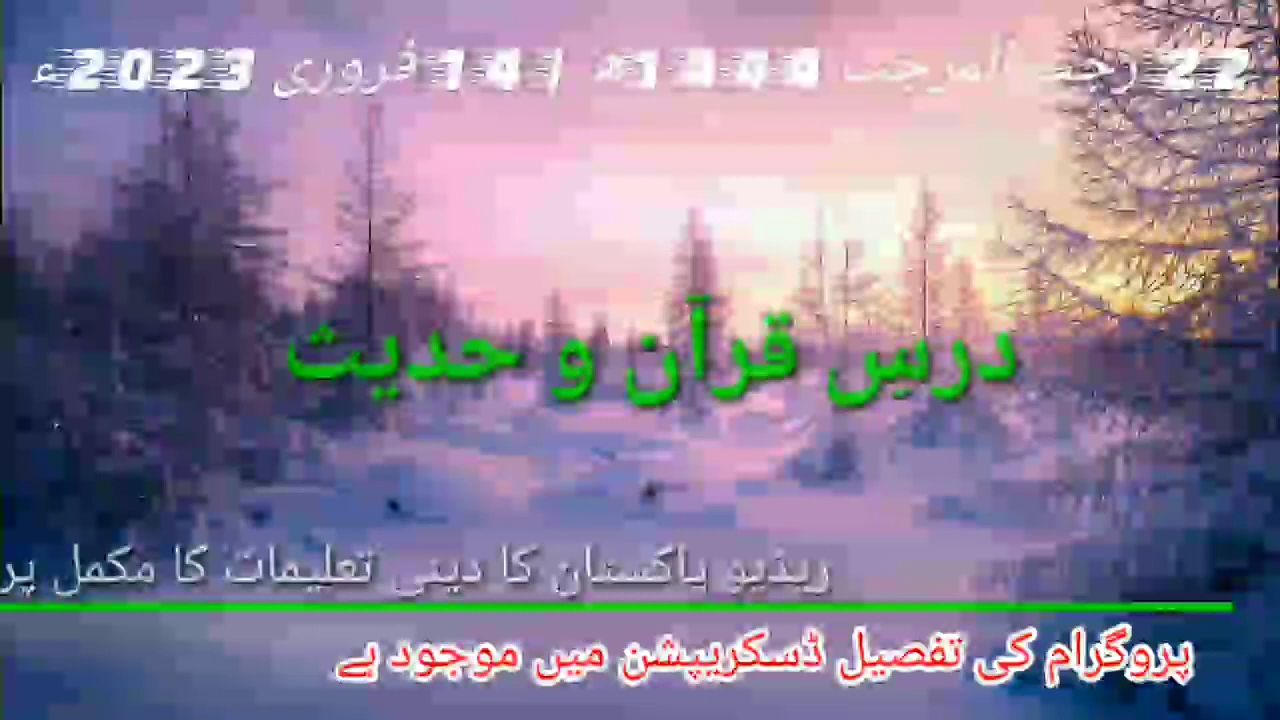 22 رجب المرجب 1444ھ / 14 فروری 2023ء
درسِ قرآن و حدیث
ریڈیو پاکستان کا دینی تعلیمات کا مکمل پر
پروگرام کی تفصیل ڈسکرپپشن میں موجود ہے